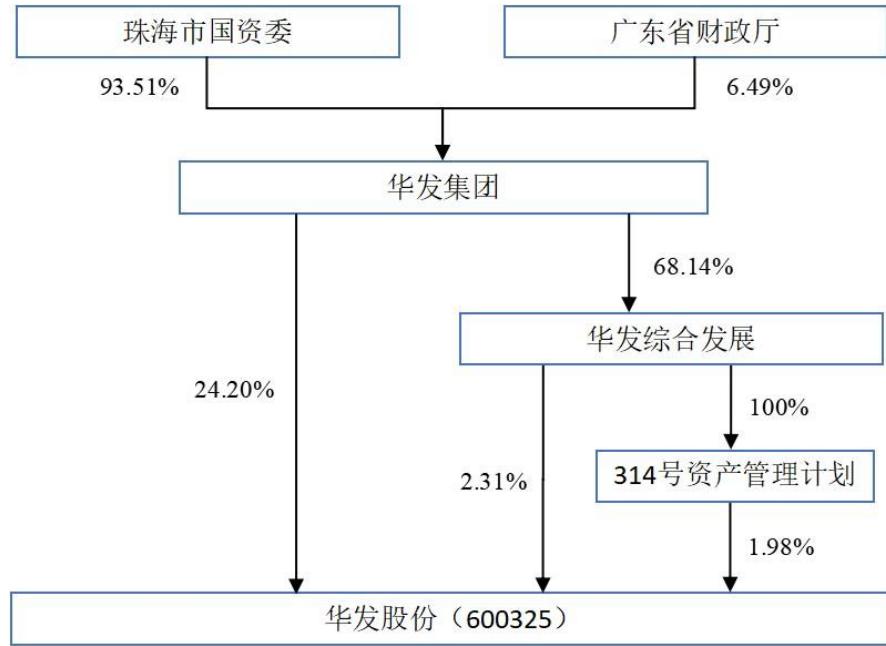 珠海市国资委
广东省财政厅
93.51%
6.49%
华发集团
68.14%
华发综合发展
24.20%
100%
2.31%
314号资产管理计划
1.98%
华发股份（600325）